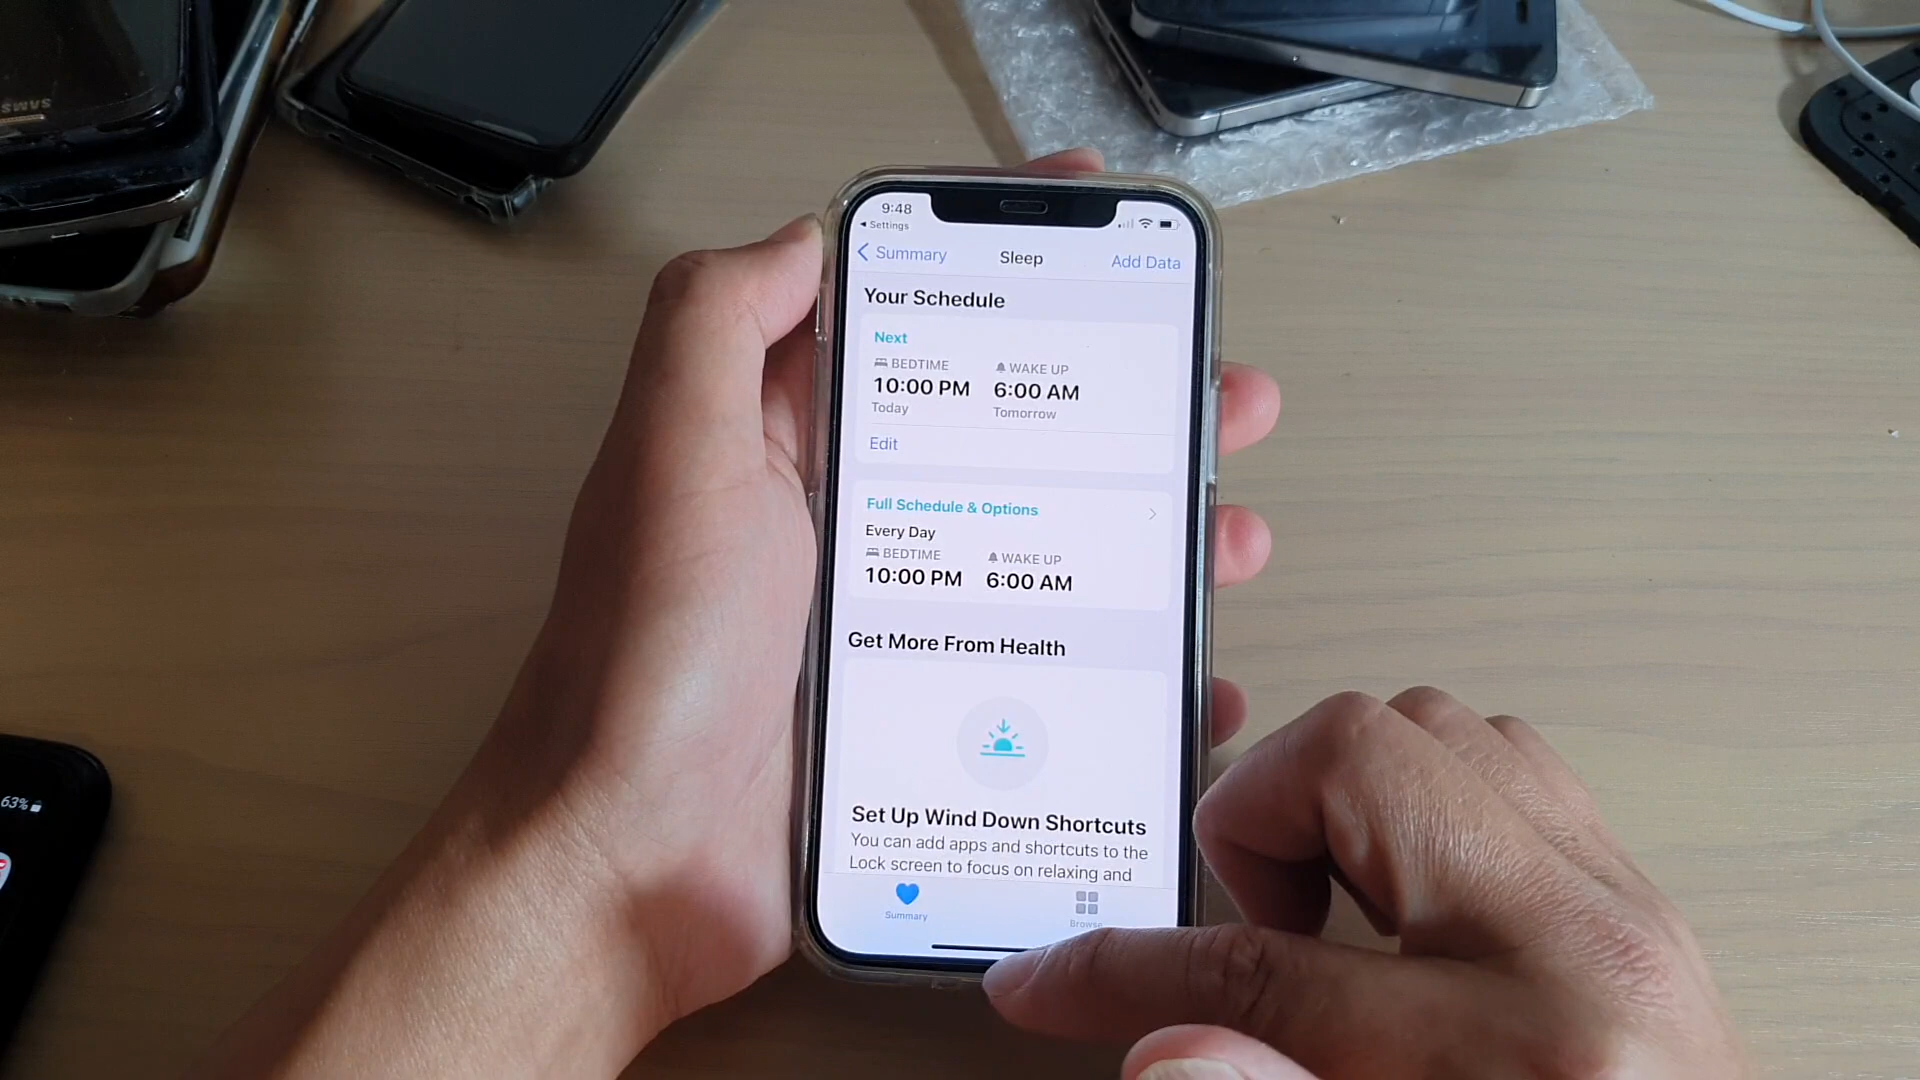 9:48
Settings
Summary Sleep Add Data
Your Schedule
Next
BEDTIME WAKE UP
10:00 PM 6:00 AM
Today Tomorrow
Edit
Full Schedule & Options
Every Day
BEDTIME WAKE UP
10:00 PM 6:00 AM
Get More From Health
Set Up Wind Down Shortcuts
You can add apps and shortcuts to the
Lock screen to focus on relaxing and
Summary Browse
63%